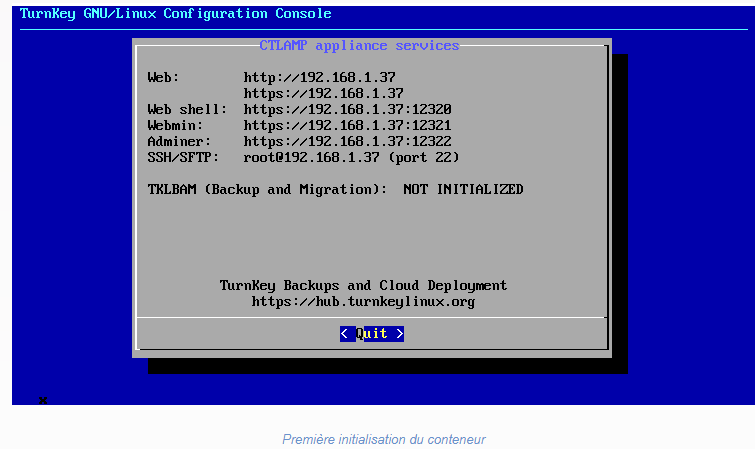 TurnKey GNU/Linux Configuration Console
CTLAMP appliance services
Web: http://192.168.1.37
https://192.168.1.37
Web shell: https://192.168.1.37:12320
Webmin: https://192.168.1.37:12321
Adminer: https://192.168.1.37:12322
SSH/SFTP: root@192.168.1.37 (port 22)
TKLBAM (Backup and Migration): NOT INITIALIZED
TurnKey Backups and Cloud Deployment
https://hub.turnkeylinux.org
< Quit >
Première initialisation du conteneur